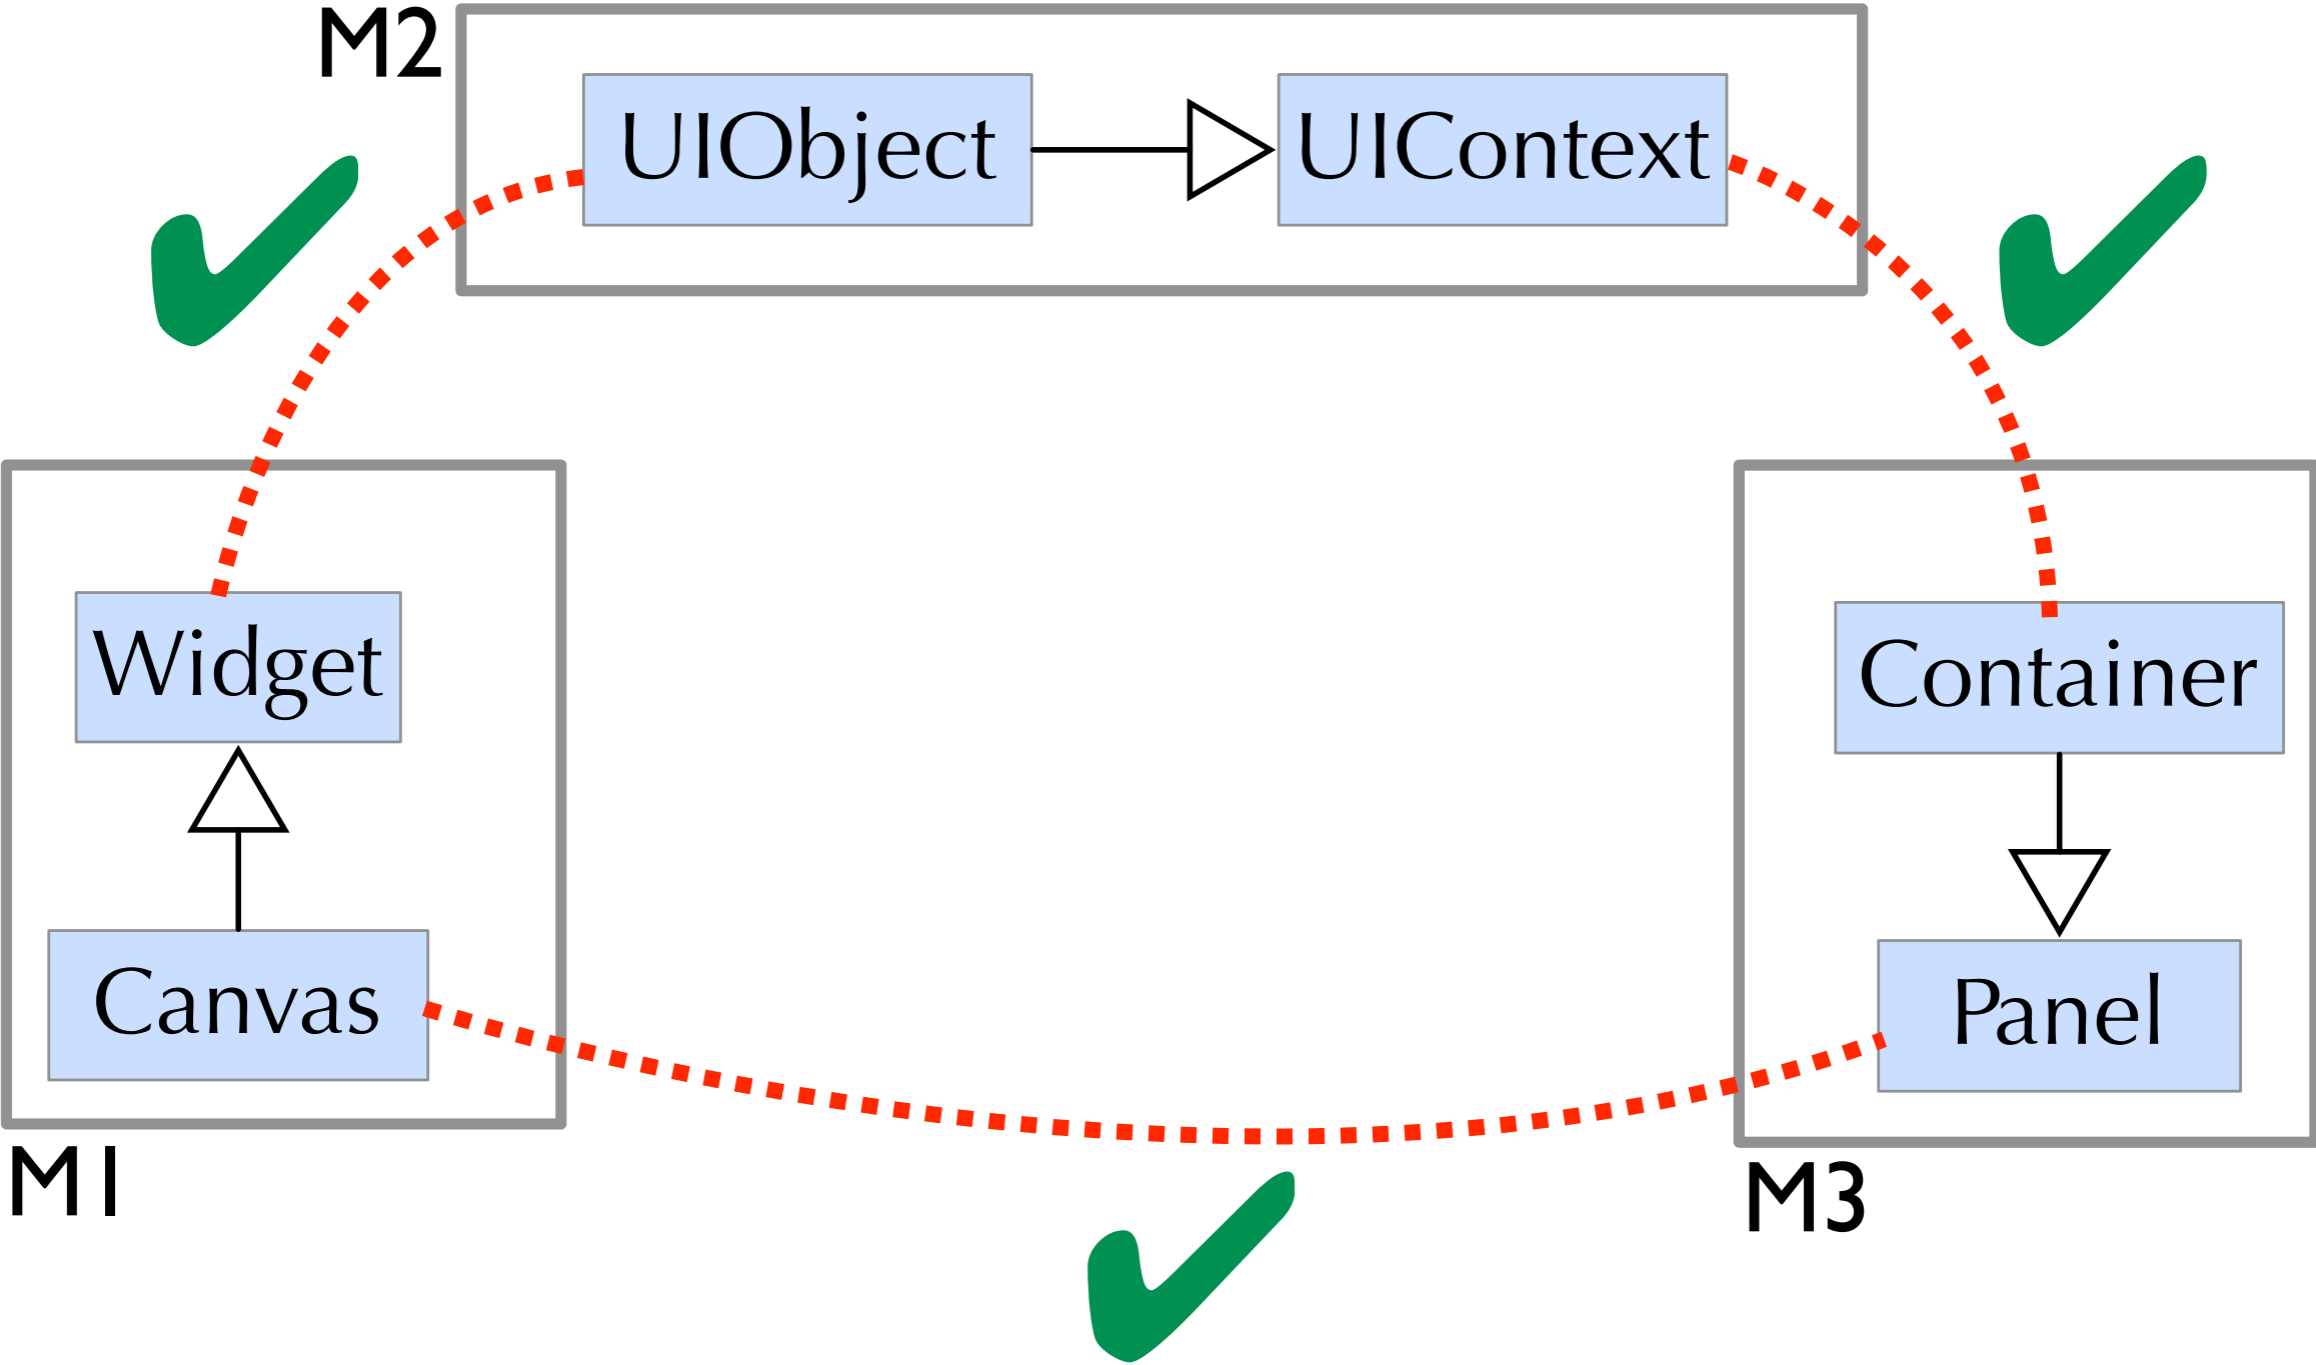 M2
UIObject
UIContext
Widget
Container
Canvas
Panel
M1
M3